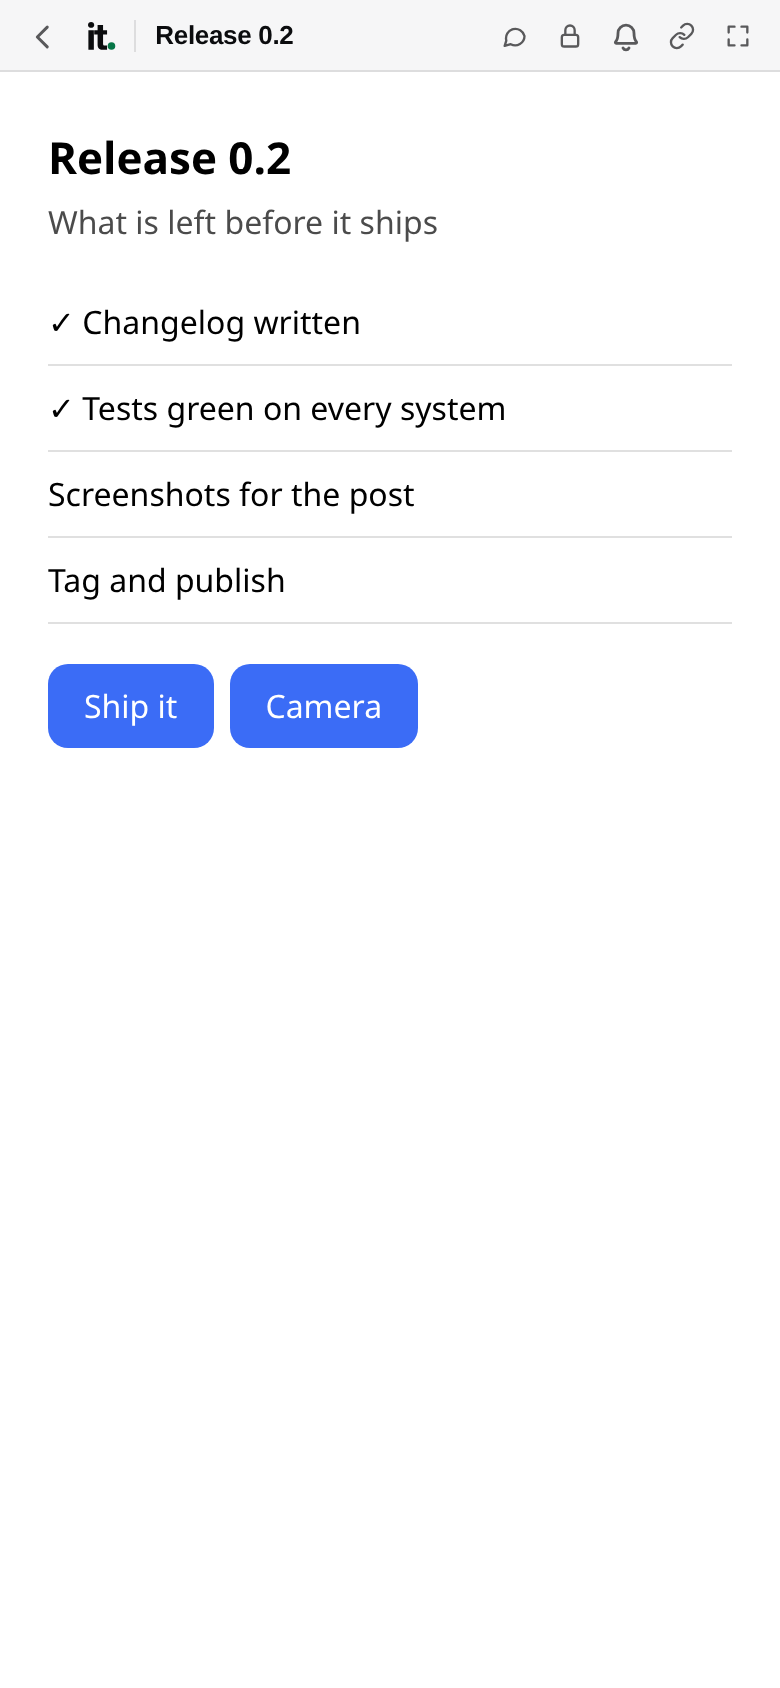 it. Release 0.2
Release 0.2
What is left before it ships
✓ Changelog written
✓ Tests green on every system
Screenshots for the post
Tag and publish
Ship it Camera